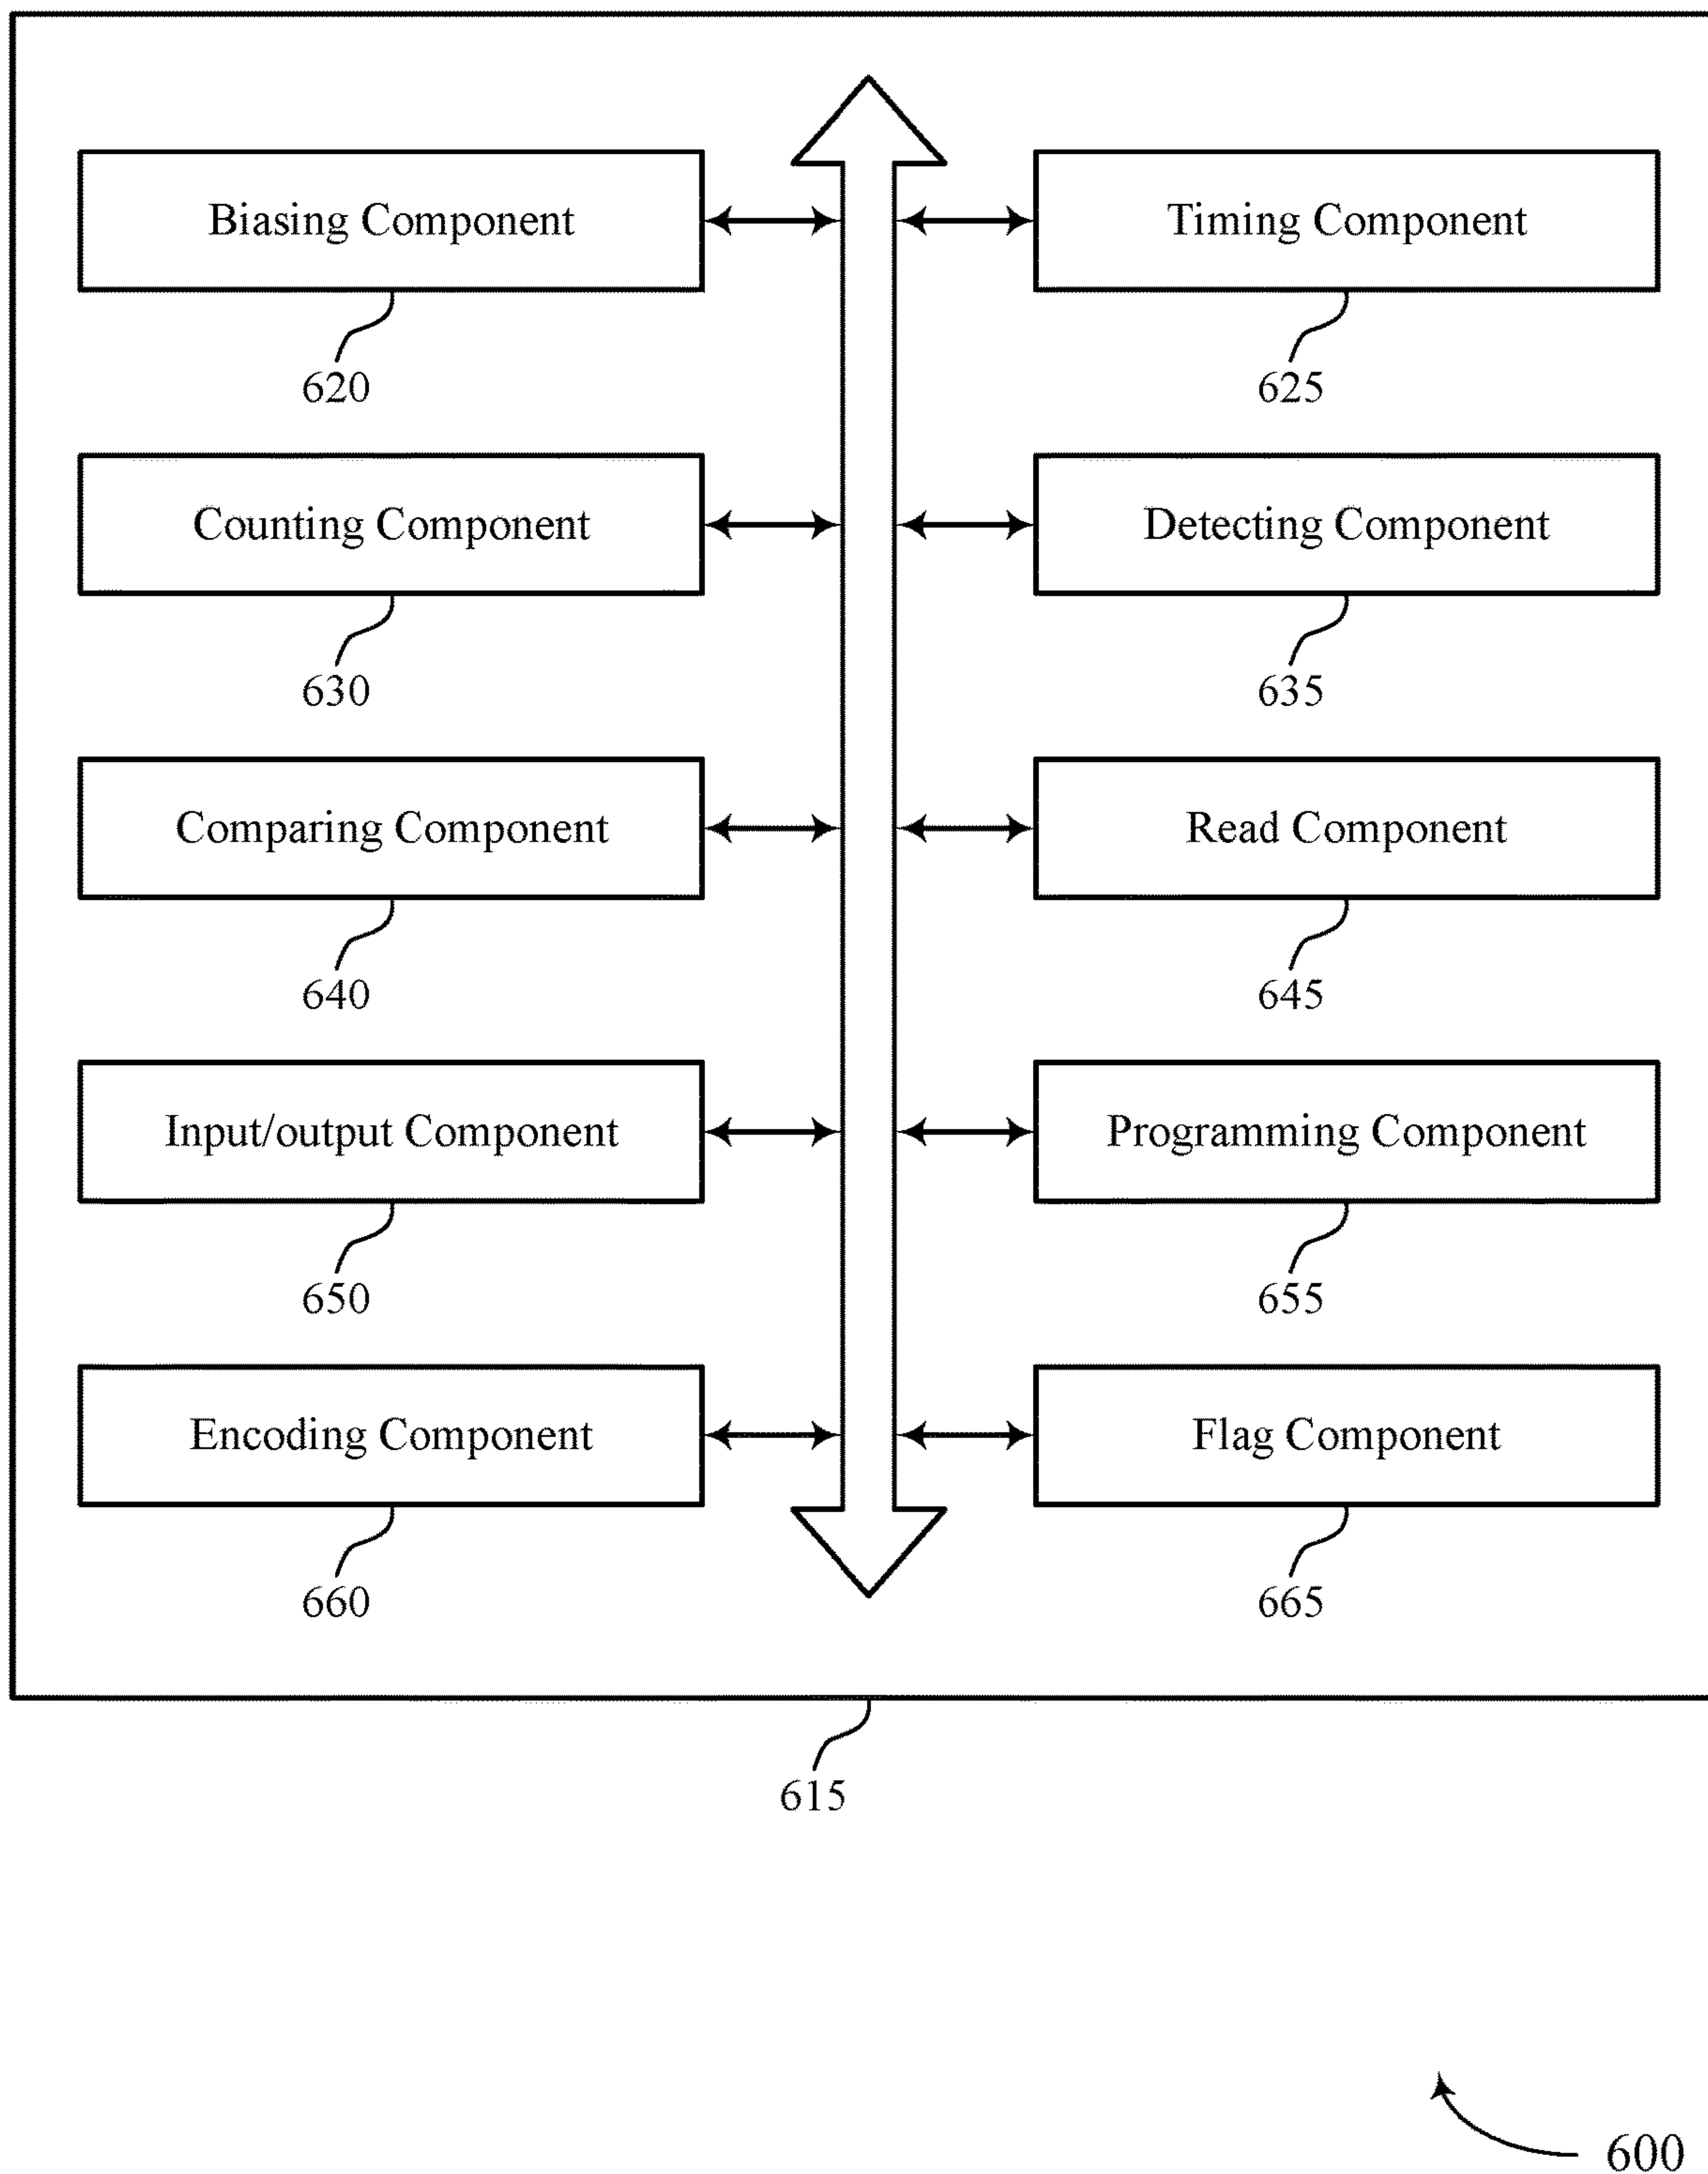 Biasing Component
Timing Component
620
625
Counting Component
Detecting Component
630
635
Comparing Component
Read Component
640
645
Input/output Component
Programming Component
650
655
Encoding Component
Flag Component
660
665
615
600